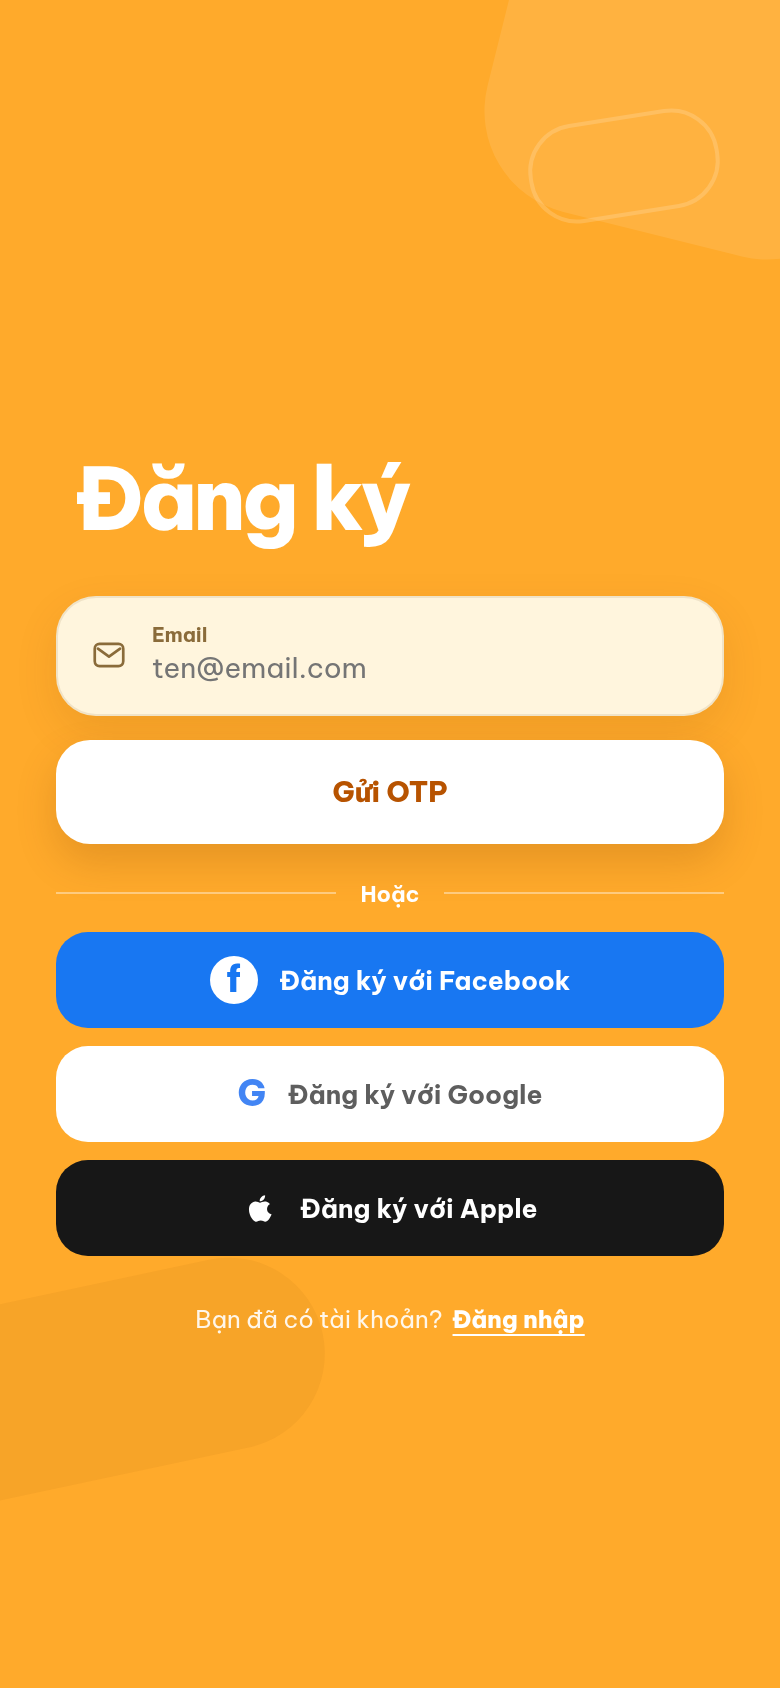 Đăng ký
Email
ten@email.com
Gửi OTP
Hoặc
f Đăng ký với Facebook
G Đăng ký với Google
Đăng ký với Apple
Bạn đã có tài khoản? Đăng nhập